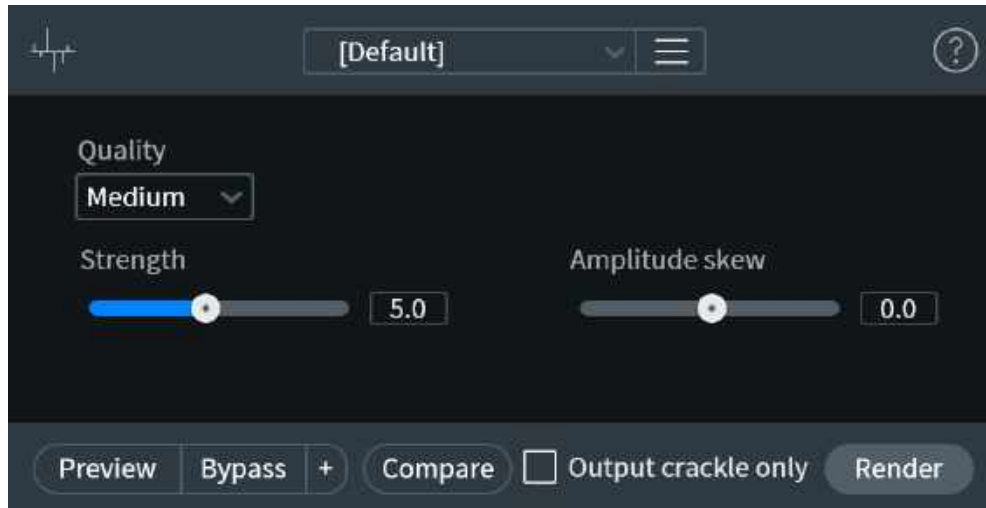 [Default]
?
Quality
Medium
Strength
Amplitude skew
5.0
0.0
Preview
Bypass
+
Compare
Output crackle only
Render